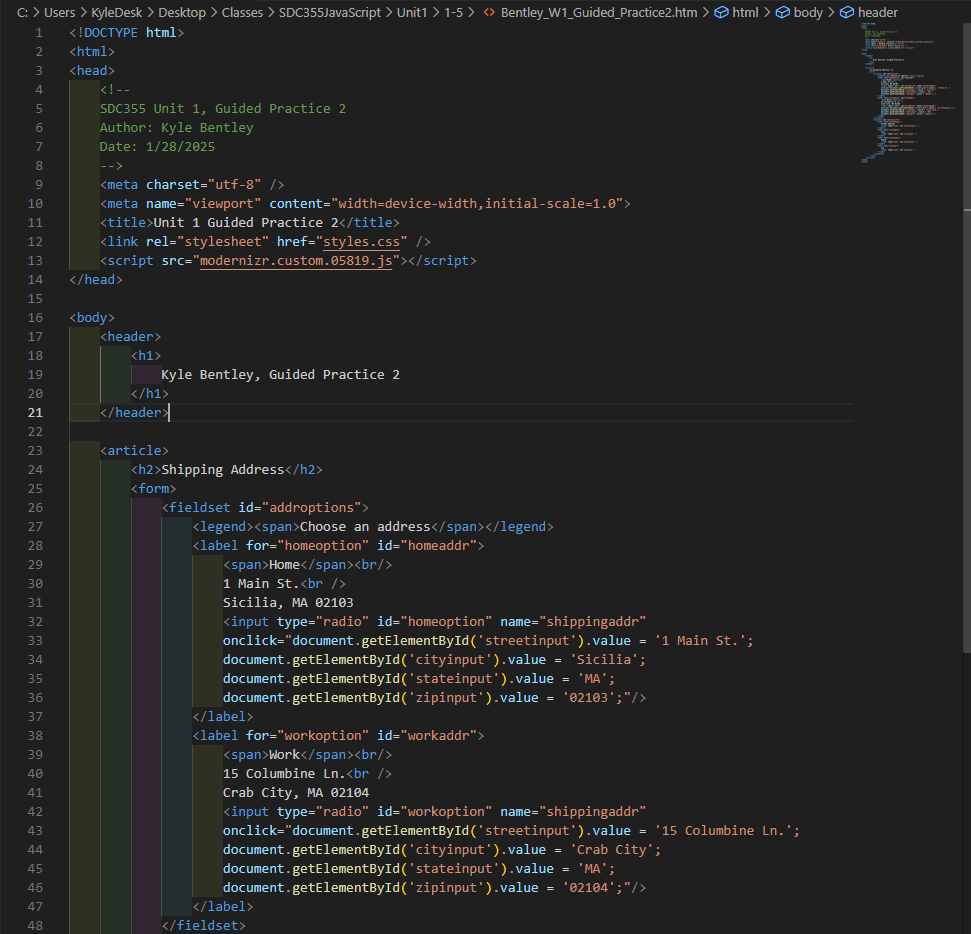 C: > Users > KyleDesk > Desktop > Classes > SDC355JavaScript > Unit1 > 1-5 > <> Bentley_W1_Guided_Practice2.htm > html > body > header
1 <!DOCTYPE html>
2 <html>
3 <head>
4 <!--
5 SDC355 Unit 1, Guided Practice 2
6 Author: Kyle Bentley
7 Date: 1/28/2025
8 -->
9 <meta charset="utf-8" />
10 <meta name="viewport" content="width=device-width,initial-scale=1.0">
11 <title>Unit 1 Guided Practice 2</title>
12 <link rel="stylesheet" href="styles.css" />
13 <script src="modernizr.custom.05819.js"></script>
14 </head>
15
16 <body>
17 <header>
18 <h1>
19 Kyle Bentley, Guided Practice 2
20 </h1>
21 </header>
22
23 <article>
24 <h2>Shipping Address</h2>
25 <form>
26 <fieldset id="addroptions">
27 <legend><span>Choose an address</span></legend>
28 <label for="homeoption" id="homeaddr">
29 <span>Home</span><br/>
30 1 Main St.<br />
31 Sicilia, MA 02103
32 <input type="radio" id="homeoption" name="shippingaddr"
33 onclick="document.getElementById('streetinput').value = '1 Main St.';
34 document.getElementById('cityinput').value = 'Sicilia';
35 document.getElementById('stateinput').value = 'MA';
36 document.getElementById('zipinput').value = '02103';"/>
37 </label>
38 <label for="workoption" id="workaddr">
39 <span>Work</span><br/>
40 15 Columbine Ln.<br />
41 Crab City, MA 02104
42 <input type="radio" id="workoption" name="shippingaddr"
43 onclick="document.getElementById('streetinput').value = '15 Columbine Ln.';
44 document.getElementById('cityinput').value = 'Crab City';
45 document.getElementById('stateinput').value = 'MA';
46 document.getElementById('zipinput').value = '02104';"/>
47 </label>
48 </fieldset>